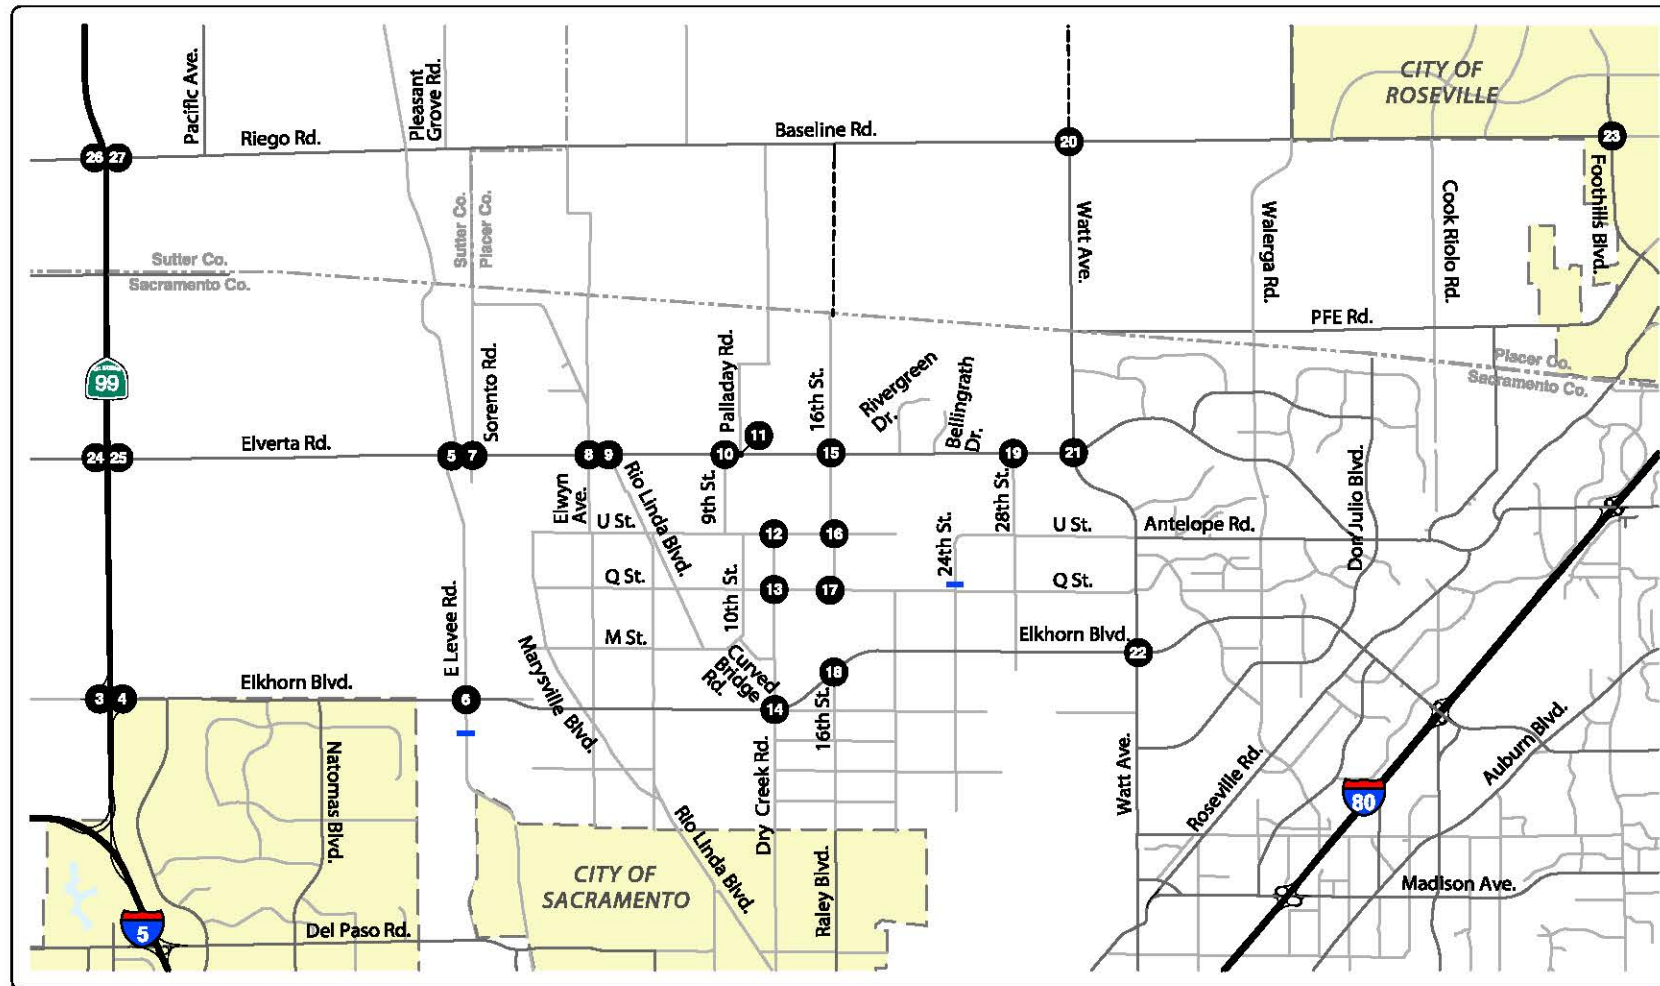 CITY OF
ROSEVILLE
Pacific Ave.
Pleasant
Grove Rd.
Riego Rd.
Baseline Rd.
20
23
26
27
Foothills Blvd.
Sutter Co.
Placer Co.
Watt Ave.
Walerga Rd.
Cook Riolo Rd.
Sutter Co.
Sacramento Co.
PFE Rd.
Placer Co.
Sacramento Co.
99
Sorento Rd.
Palladay Rd.
16th St.
Rivergreen
Dr.
Bellingrath
Dr.
Elverta Rd.
11
24
25
5
7
8
9
10
15
19
21
Don Julio Blvd.
Elwyn
Ave.
Rio Linda Blvd.
9th St.
28th St.
U St.
12
16
24th St.
U St.
Antelope Rd.
Q St.
10th St.
13
17
Q St.
E Levee Rd.
Marysville Blvd.
M St.
Curved
Bridge
Rd.
Elkhorn Blvd.
22
18
Elkhorn Blvd.
3
4
6
14
16th St.
Natomas Blvd.
Dry Creek Rd.
Watt Ave.
Roseville Rd.
Auburn Blvd.
80
Rio Linda Blvd.
CITY OF
SACRAMENTO
Raley Blvd.
Madison Ave.
5
Del Paso Rd.